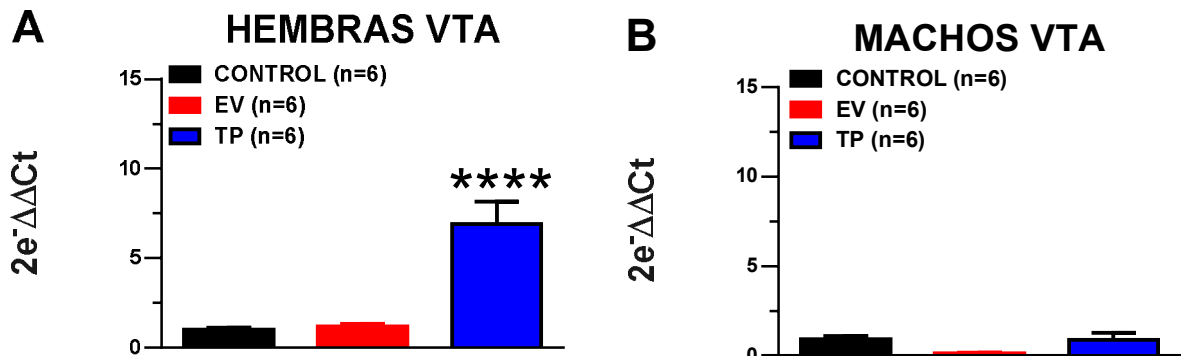 A
HEMBRAS VTA
CONTROL (n=6)
EV (n=6)
TP (n=6)
2e⁻ΔΔCt
15
10
5
0
****
B
MACHOS VTA
CONTROL (n=6)
EV (n=6)
TP (n=6)
2e⁻ΔΔCt
15
10
5
0